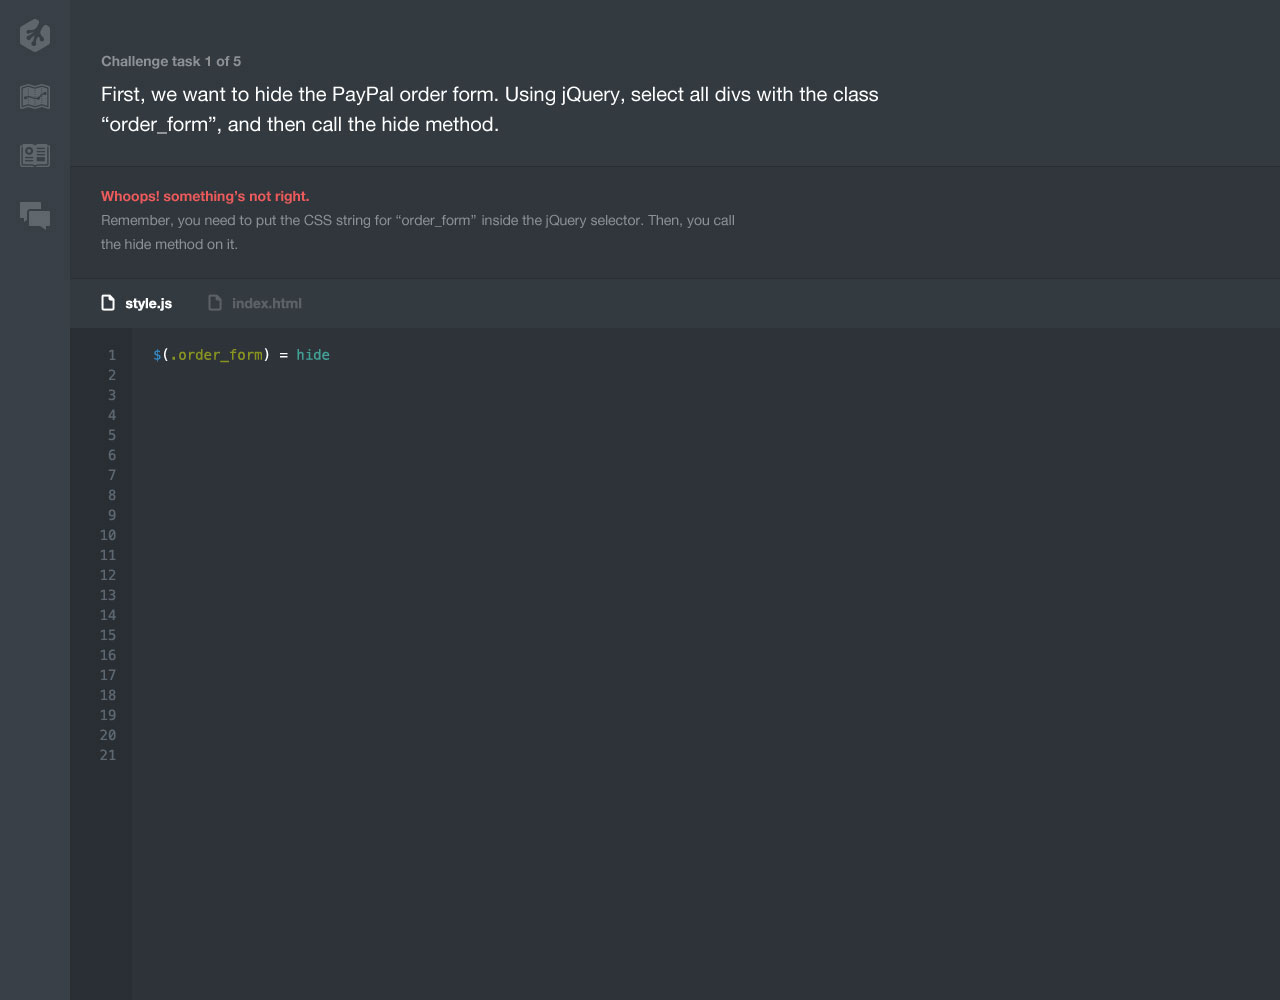 Challenge task 1 of 5
First, we want to hide the PayPal order form. Using jQuery, select all divs with the class
“order_form”, and then call the hide method.
Whoops! something’s not right.
Remember, you need to put the CSS string for “order_form” inside the jQuery selector. Then, you call
the hide method on it.
style.js index.html
1 $(.order_form) = hide
2
3
4
5
6
7
8
9
10
11
12
13
14
15
16
17
18
19
20
21